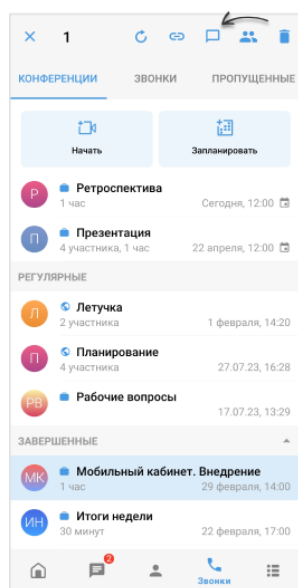 1
КОНФЕРЕНЦИИ ЗВОНКИ ПРОПУЩЕННЫЕ
Начать Запланировать
Р Ретроспектива
1 час Сегодня, 12:00
П Презентация
4 участника, 1 час 22 апреля, 12:00
РЕГУЛЯРНЫЕ
Л Летучка
2 участника 1 февраля, 14:20
П Планирование
4 участника 27.07.23, 16:28
РВ Рабочие вопросы
17.07.23, 13:29
ЗАВЕРШЕННЫЕ
МК Мобильный кабинет. Внедрение
1 час 29 февраля, 14:00
ИН Итоги недели
30 минут 22 февраля, 17:00
2
Звонки